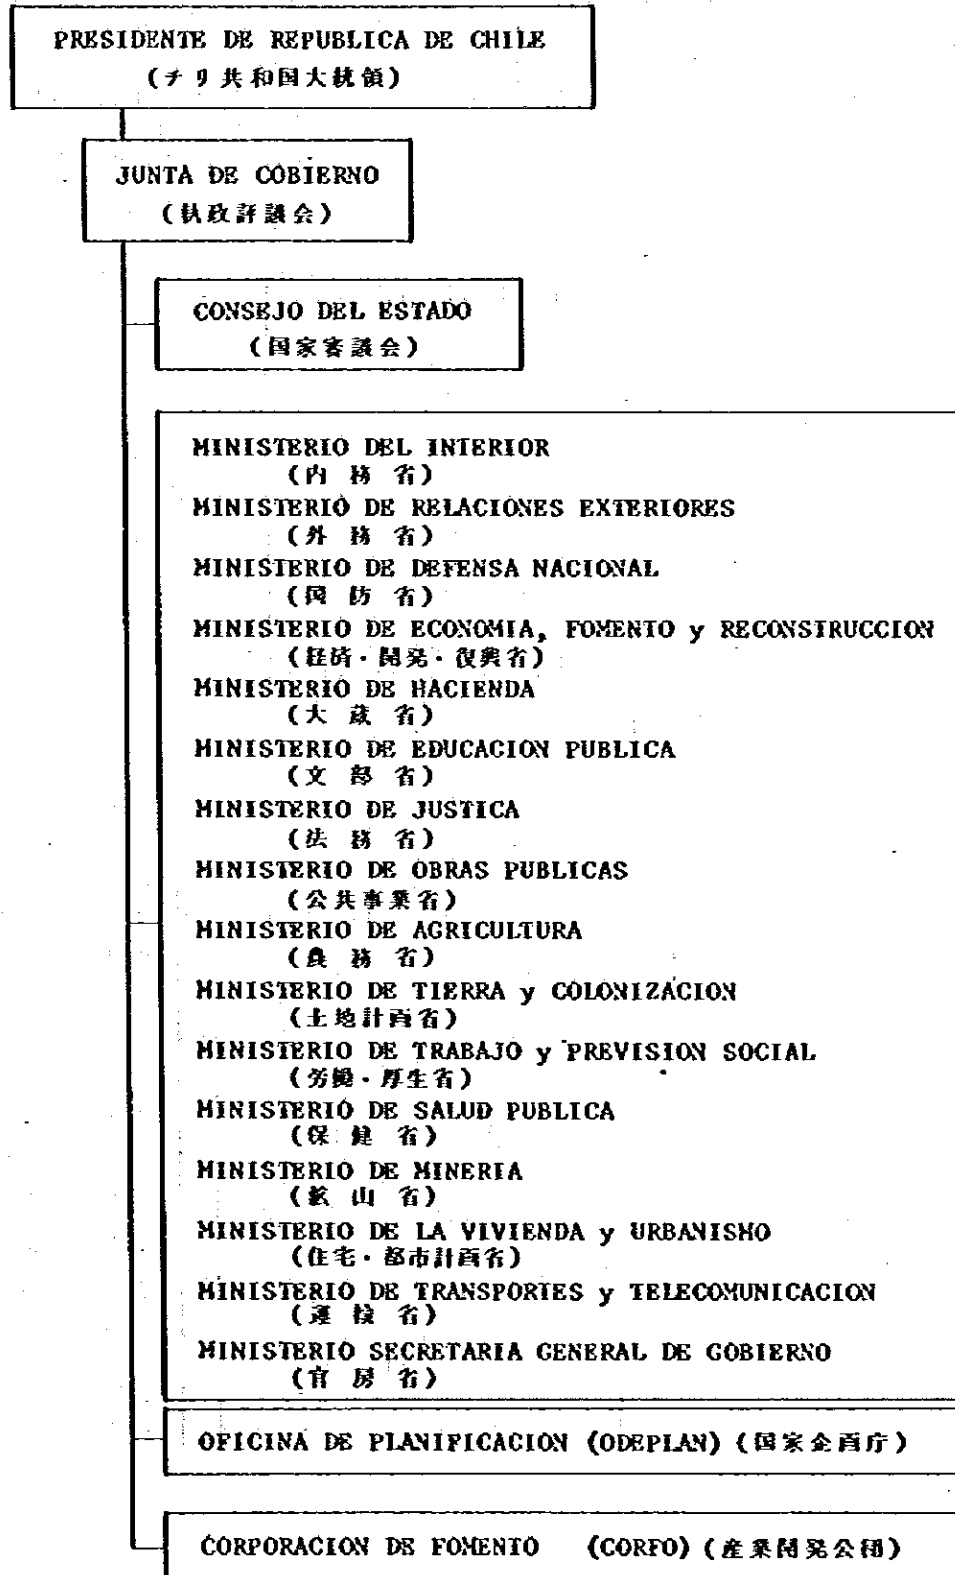 PRESIDENTE DE REPUBLICA DE CHILE
(チリ共和国大統領)
JUNTA DE COBIERNO
(執政評議会)
CONSEJO DEL ESTADO
(国家審議会)
MINISTERIO DEL INTERIOR
(内務省)
MINISTERIO DE RELACIONES EXTERIORES
(外務省)
MINISTERIO DE DEFENSA NACIONAL
(国防省)
MINISTERIO DE ECONOMIA, FOMENTO y RECONSTRUCCION
(経済・開発・復興省)
MINISTERIO DE HACIENDA
(大蔵省)
MINISTERIO DE EDUCACION PUBLICA
(文部省)
MINISTERIO DE JUSTICA
(法務省)
MINISTERIO DE OBRAS PUBLICAS
(公共事業省)
MINISTERIO DE AGRICULTURA
(農務省)
MINISTERIO DE TIERRA y COLONIZACION
(土地計画省)
MINISTERIO DE TRABAJO y PREVISION SOCIAL
(労働・厚生省)
MINISTERIO DE SALUD PUBLICA
(保健省)
MINISTERIO DE MINERIA
(鉱山省)
MINISTERIO DE LA VIVIENDA y URBANISMO
(住宅・都市計画省)
MINISTERIO DE TRANSPORTES y TELECOMUNICACION
(運技省)
MINISTERIO SECRETARIA GENERAL DE GOBIERNO
(官房省)
OFICINA DE PLANIFICACION (ODEPLAN) (国家企画庁)
CORPORACION DE FOMENTO (CORFO) (産業開発公団)